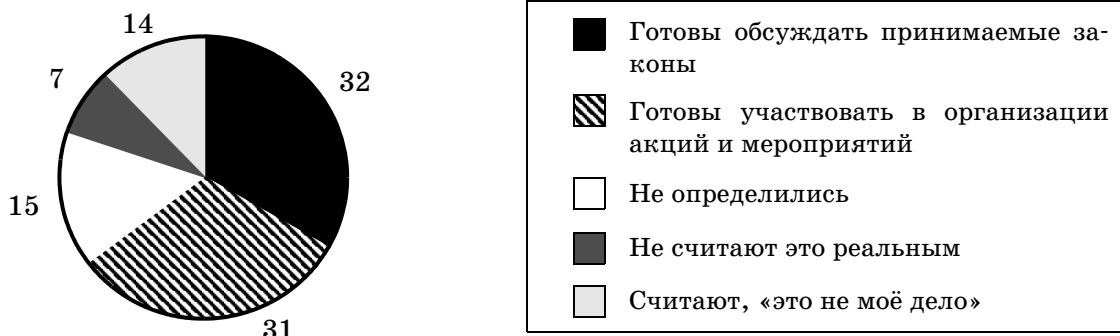 14
7
32
15
31
Готовы обсуждать принимаемые за-
коны
Готовы участвовать в организации
акций и мероприятий
Не определились
Не считают это реальным
Считают, «это не моё дело»